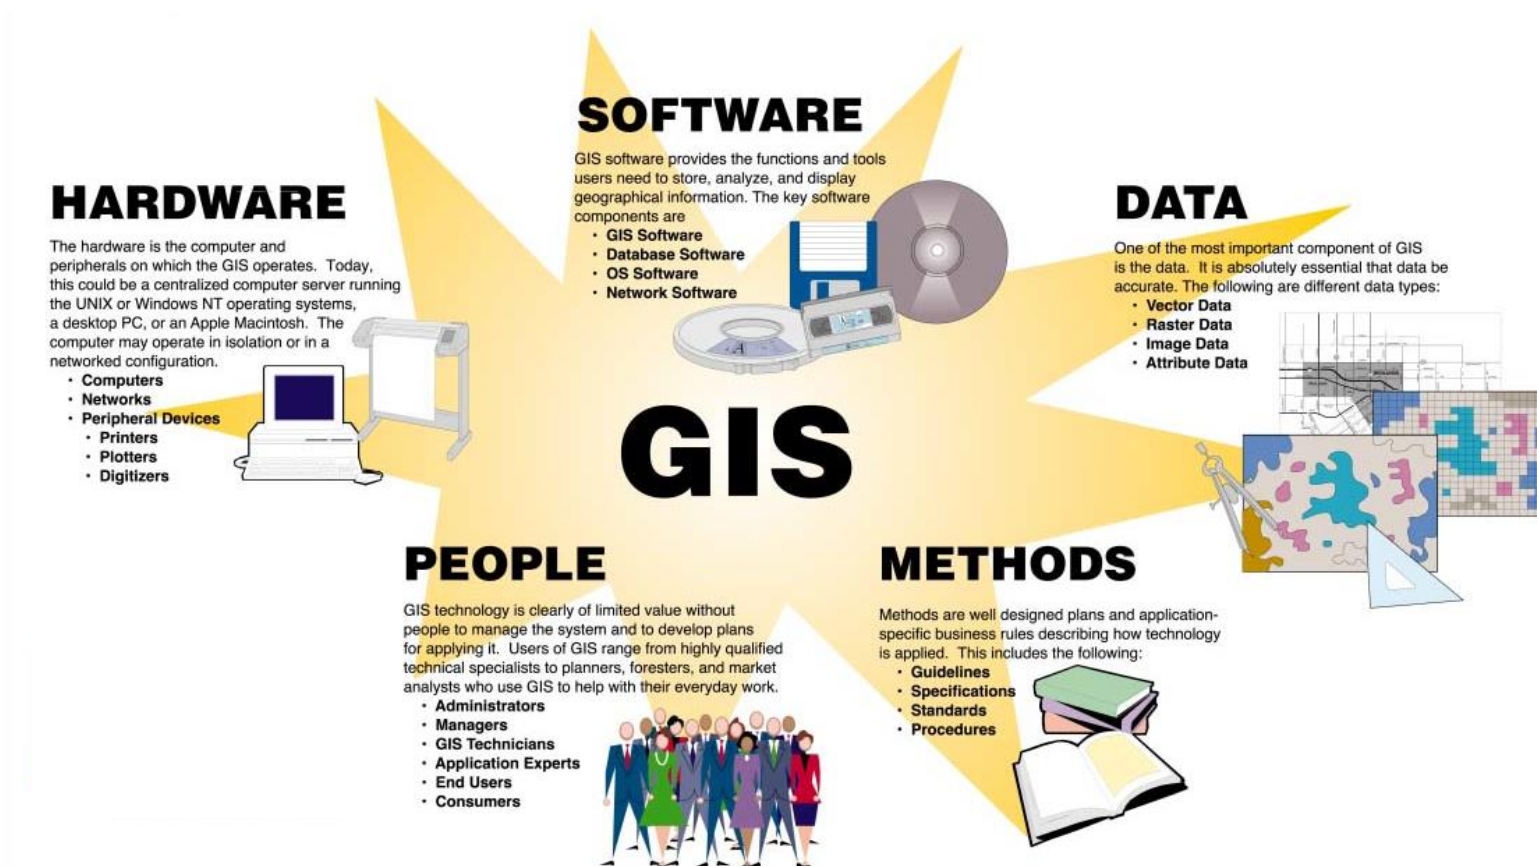 SOFTWARE
GIS software provides the functions and tools
users need to store, analyze, and display
geographical information. The key software
components are
• GIS Software
• Database Software
• OS Software
• Network Software
HARDWARE
The hardware is the computer and
peripherals on which the GIS operates. Today,
this could be a centralized computer server running
the UNIX or Windows NT operating systems,
a desktop PC, or an Apple Macintosh. The
computer may operate in isolation or in a
networked configuration.
• Computers
• Networks
• Peripheral Devices
• Printers
• Plotters
• Digitizers
DATA
One of the most important component of GIS
is the data. It is absolutely essential that data be
accurate. The following are different data types:
• Vector Data
• Raster Data
• Image Data
• Attribute Data
GIS
PEOPLE
GIS technology is clearly of limited value without
people to manage the system and to develop plans
for applying it. Users of GIS range from highly qualified
technical specialists to planners, foresters, and market
analysts who use GIS to help with their everyday work.
• Administrators
• Managers
• GIS Technicians
• Application Experts
• End Users
• Consumers
METHODS
Methods are well designed plans and application-
specific business rules describing how technology
is applied. This includes the following:
• Guidelines
• Specifications
• Standards
• Procedures